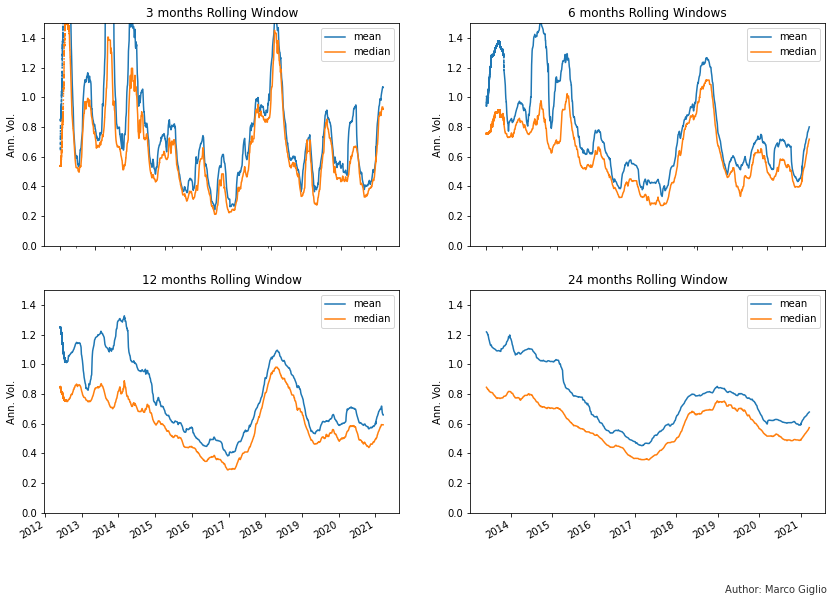 3 months Rolling Window
1.4
1.2
1.0
0.8
0.6
0.4
0.2
0.0
Ann. Vol.
mean
median
6 months Rolling Windows
1.4
1.2
1.0
0.8
0.6
0.4
0.2
0.0
Ann. Vol.
mean
median
12 months Rolling Window
1.4
1.2
1.0
0.8
0.6
0.4
0.2
0.0
Ann. Vol.
mean
median
2012 2013 2014 2015 2016 2017 2018 2019 2020 2021
24 months Rolling Window
1.4
1.2
1.0
0.8
0.6
0.4
0.2
0.0
Ann. Vol.
mean
median
2014 2015 2016 2017 2018 2019 2020 2021
Author: Marco Giglio